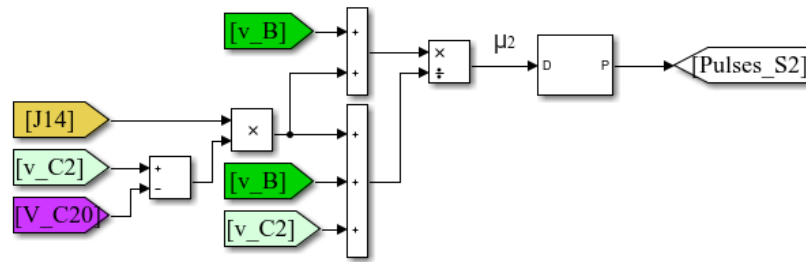 [v_B]
+
+
×
÷
μ2
D
P
[Pulses_S2]
[J14]
×
[v_C2]
+
−
[V_C20]
+
[v_B]
+
[v_C2]
+